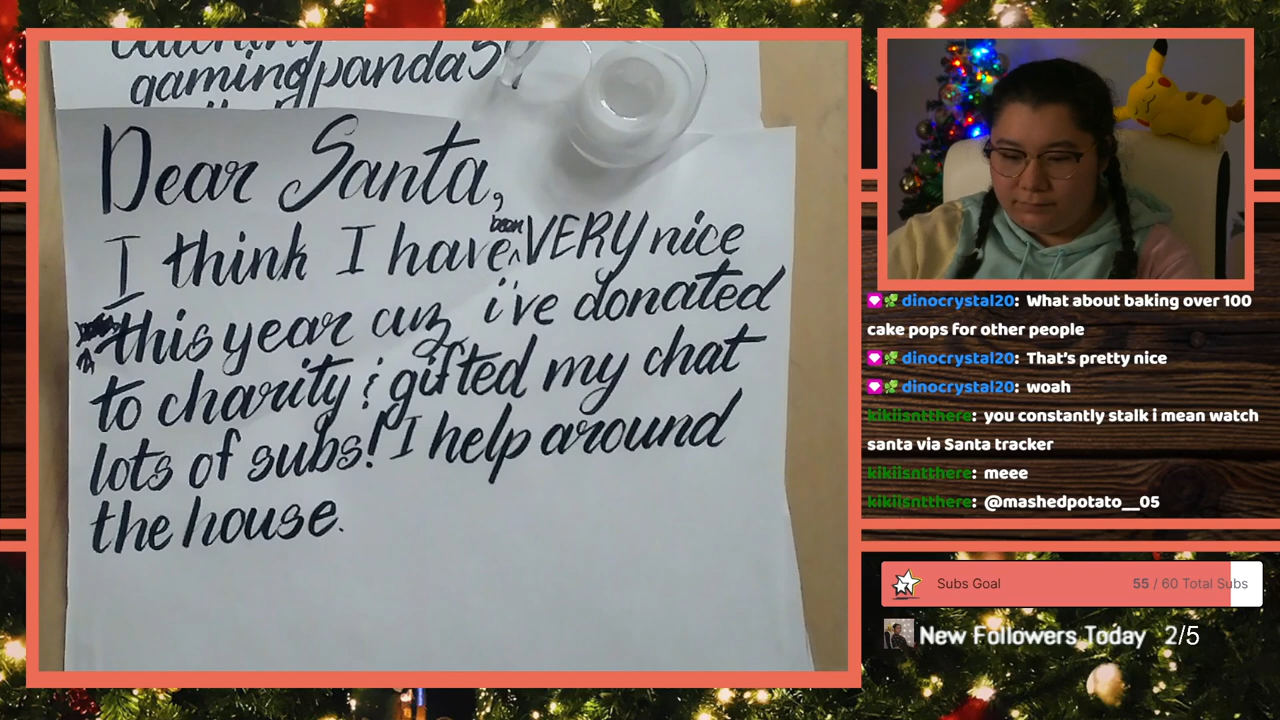 catching
gamingpanda5!
Dear Santa,
I think I have been VERY nice
this year cuz i've donated
to charity & gifted my chat
lots of subs! I help around
the house.
dinocrystal20: What about baking over 100
cake pops for other people
dinocrystal20: That's pretty nice
dinocrystal20: woah
kikiisntthere: you constantly stalk i mean watch
santa via Santa tracker
kikiisntthere: meee
kikiisntthere: @mashedpotato__05
Subs Goal 55 / 60 Total Subs
New Followers Today 2/5